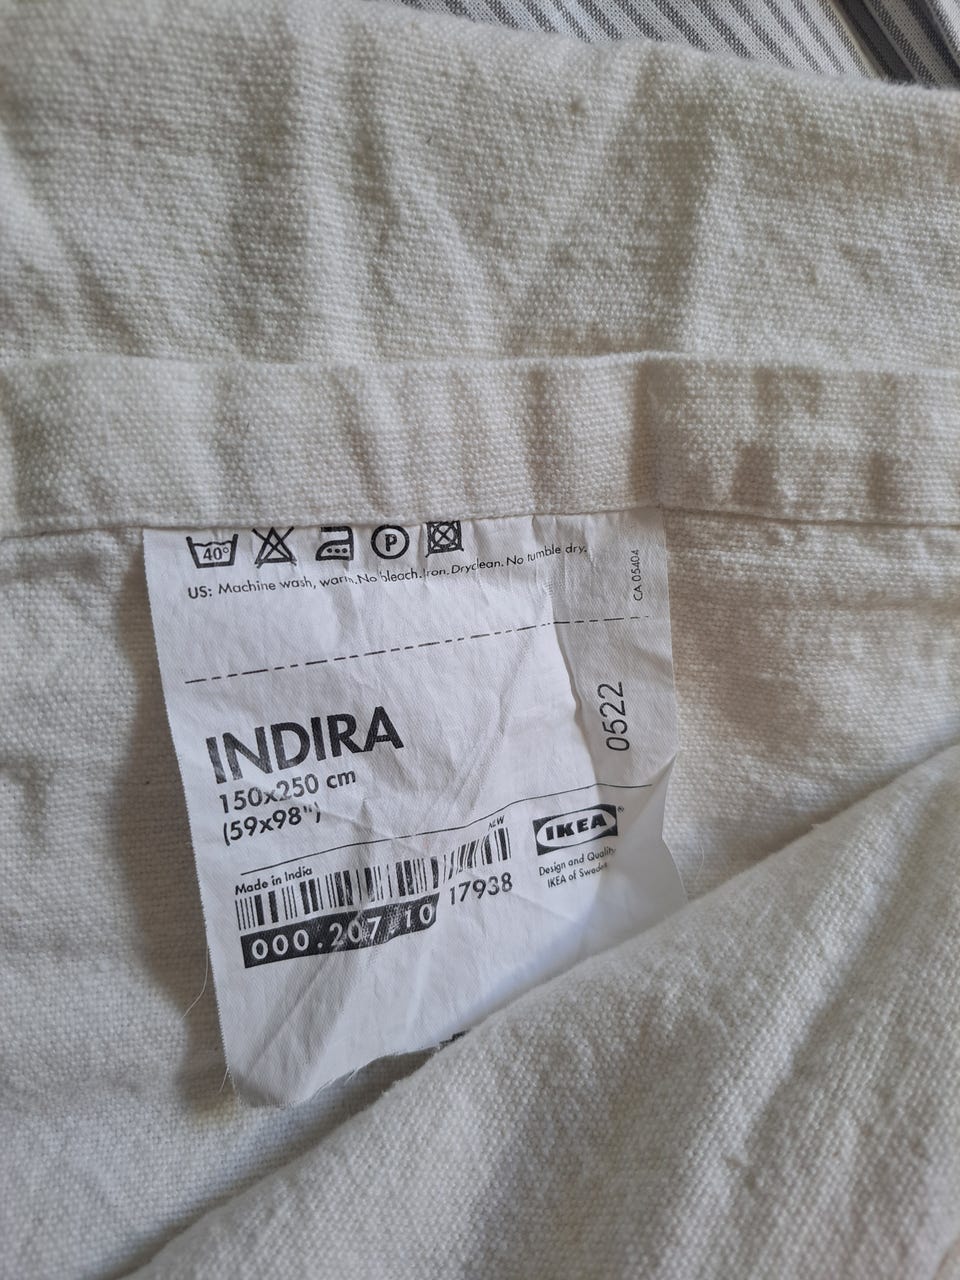 40°
P
US: Machine wash, warm. No bleach. Iron. Dryclean. No tumble dry.
CA 05404
0522
INDIRA
150x250 cm
(59x98")
Made in India
000.207.10
17938
IKEA®
Design and Quality
IKEA of Sweden